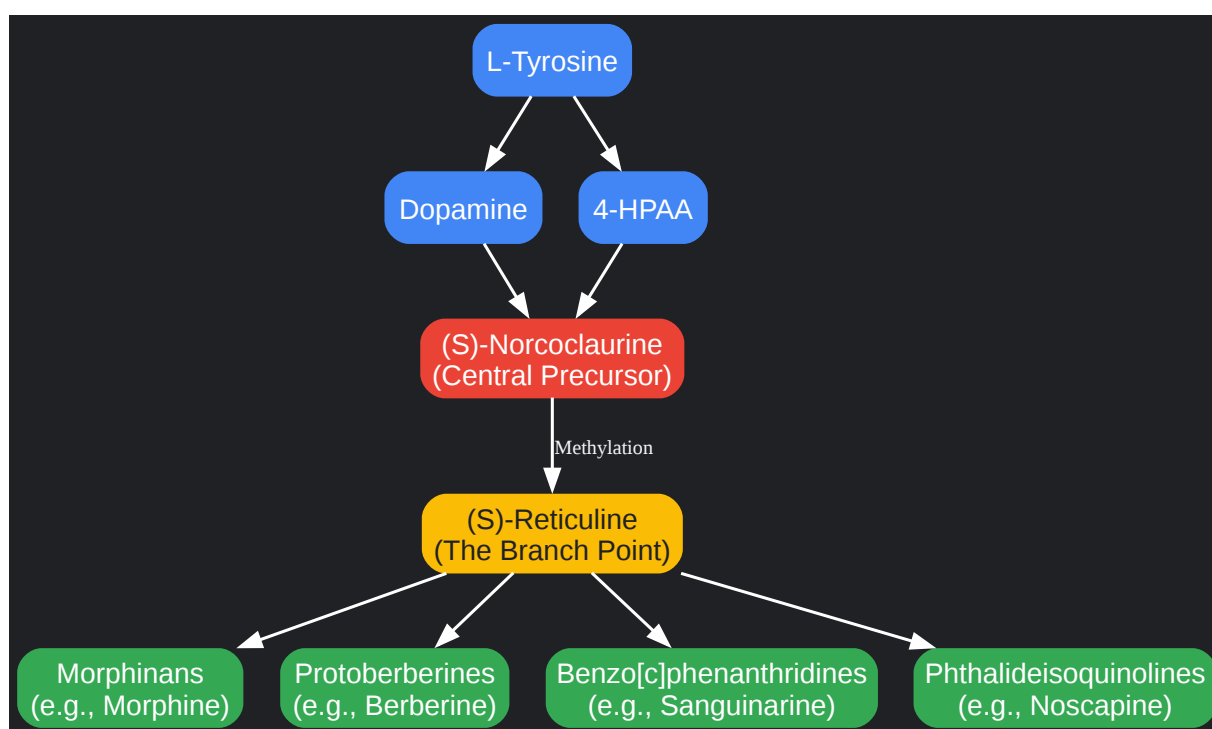 L-Tyrosine
Dopamine
4-HPAA
(S)-Norcoclaurine
(Central Precursor)
Methylation
(S)-Reticuline
(The Branch Point)
Morphinans
(e.g., Morphine)
Protoberberines
(e.g., Berberine)
Benzo[c]phenanthridines
(e.g., Sanguinarine)
Phthalideisoquinolines
(e.g., Noscapine)